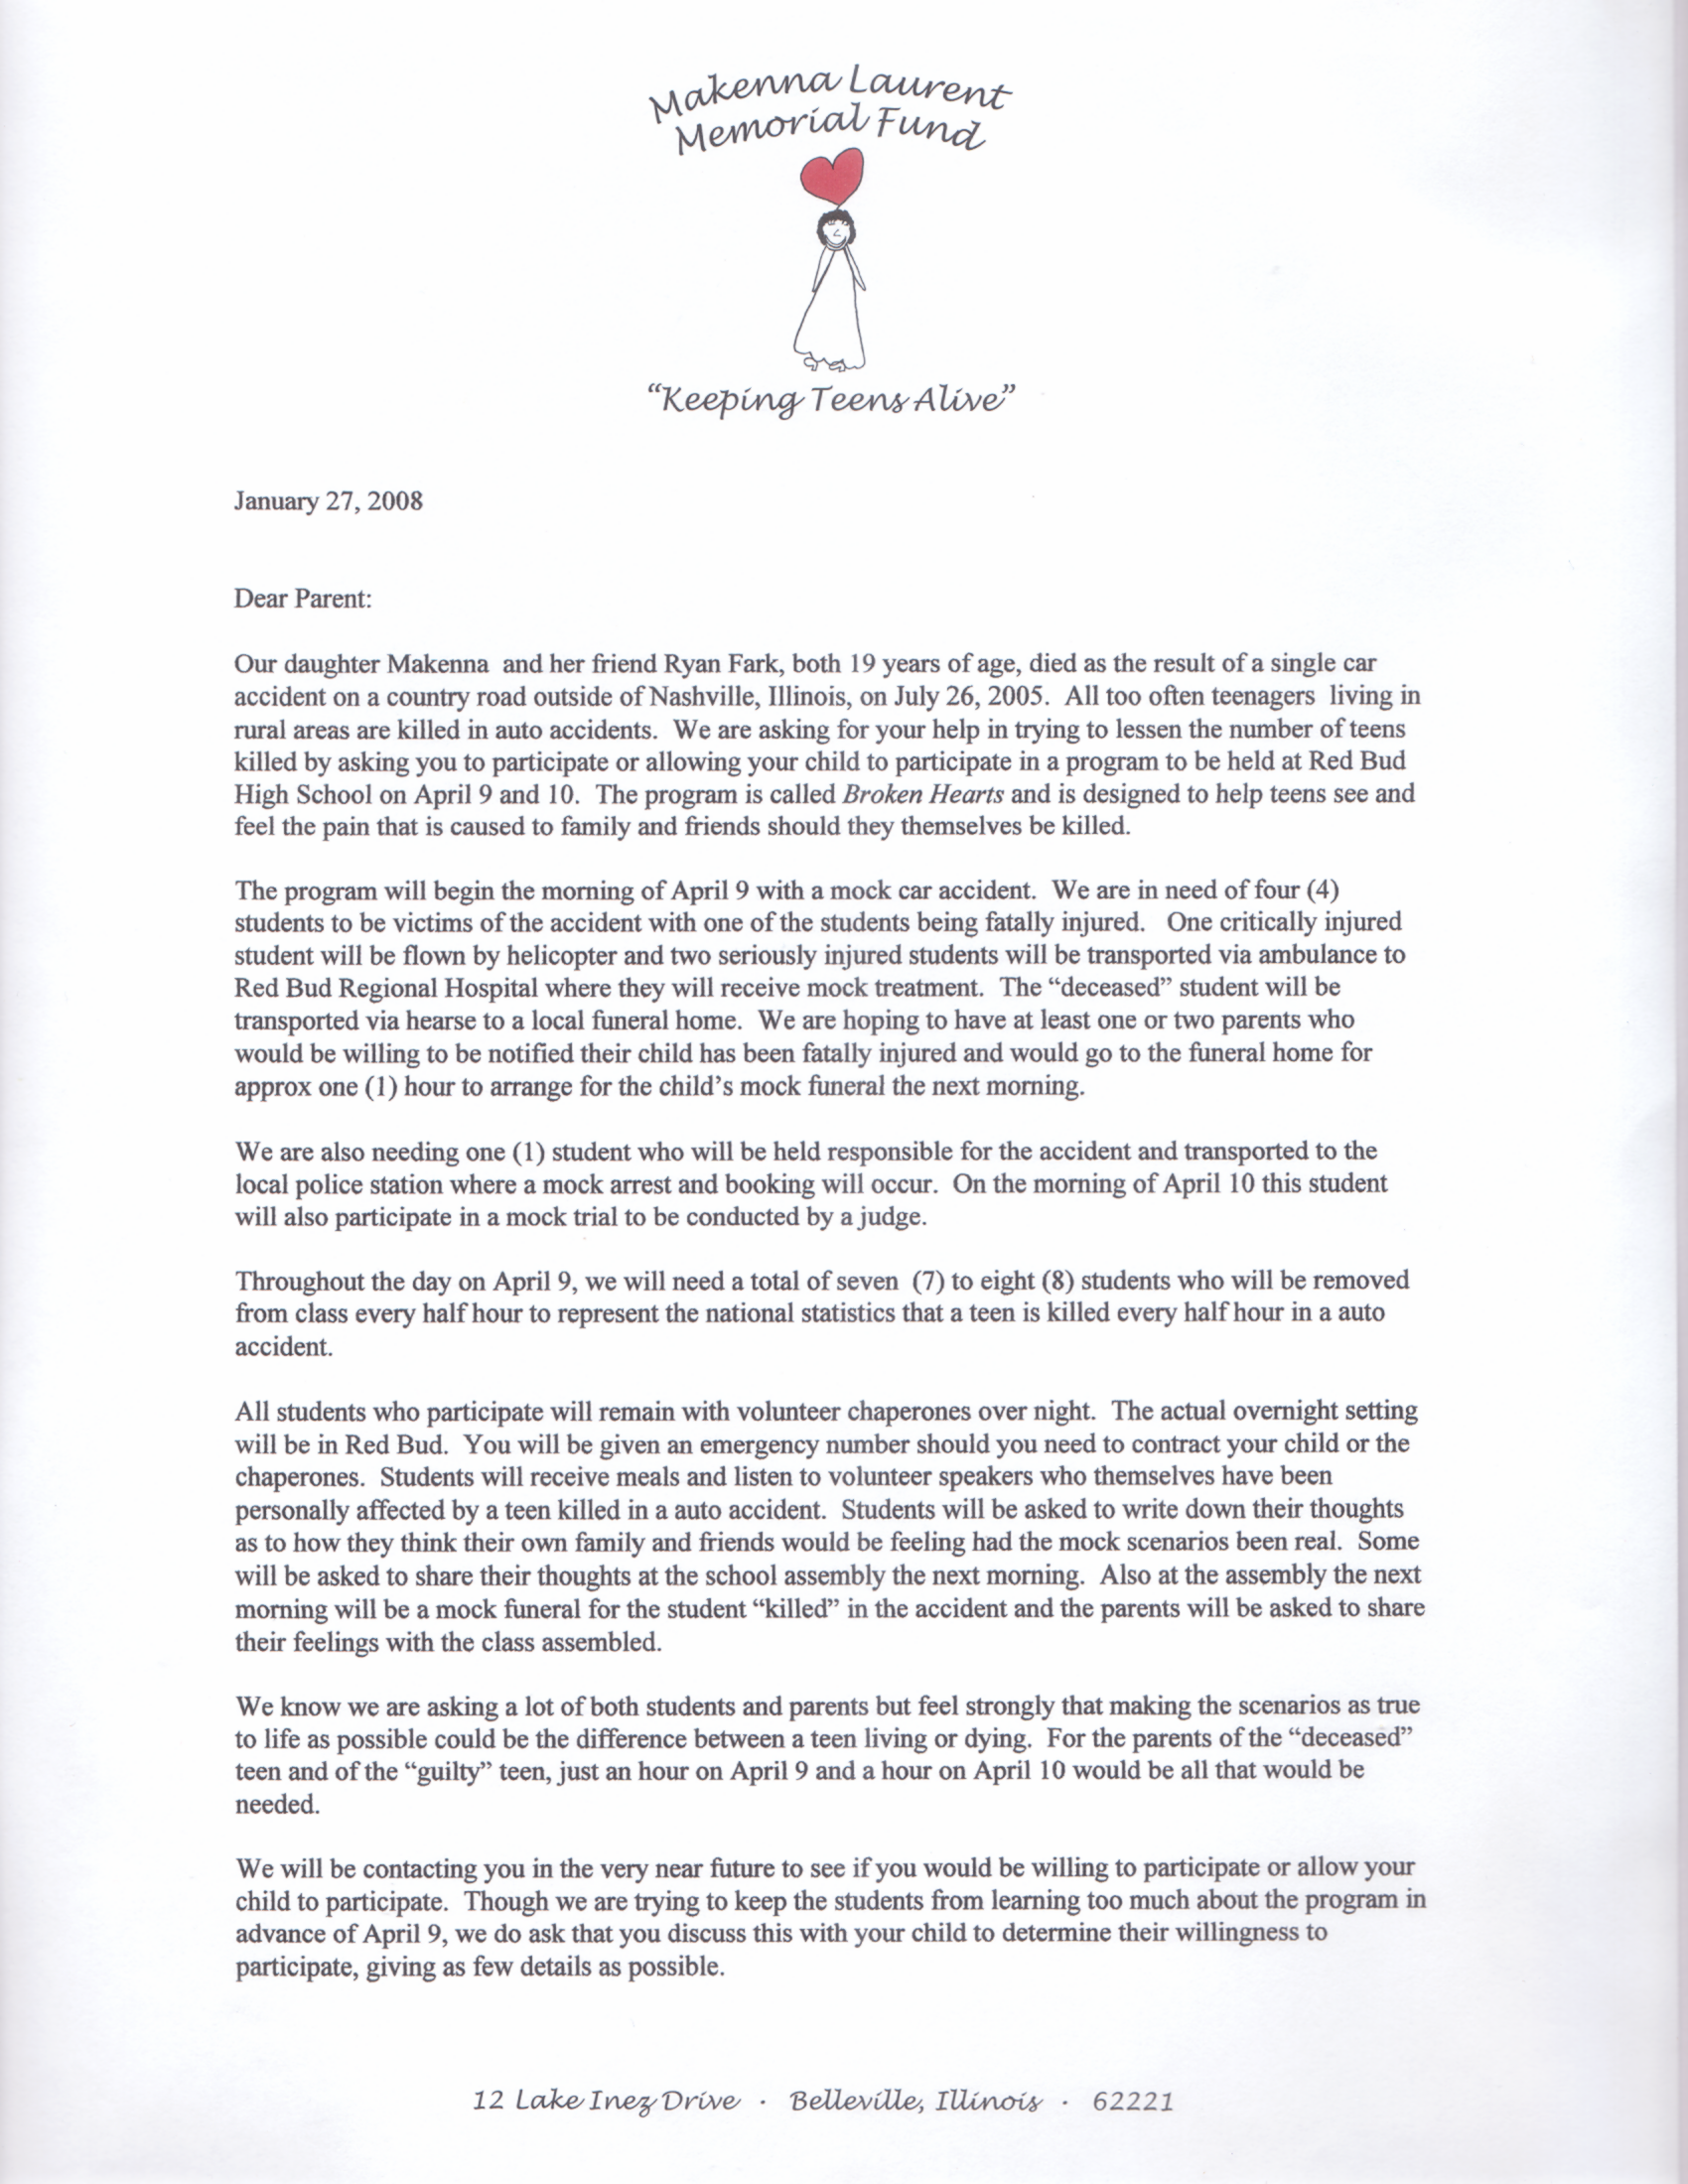 Makenna Laurent
Memorial Fund
“Keeping Teens Alive”
January 27, 2008
Dear Parent:
Our daughter Makenna  and her friend Ryan Fark, both 19 years of age, died as the result of a single car
accident on a country road outside of Nashville, Illinois, on July 26, 2005.  All too often teenagers  living in
rural areas are killed in auto accidents.  We are asking for your help in trying to lessen the number of teens
killed by asking you to participate or allowing your child to participate in a program to be held at Red Bud
High School on April 9 and 10.  The program is called Broken Hearts and is designed to help teens see and
feel the pain that is caused to family and friends should they themselves be killed.
The program will begin the morning of April 9 with a mock car accident.  We are in need of four (4)
students to be victims of the accident with one of the students being fatally injured.   One critically injured
student will be flown by helicopter and two seriously injured students will be transported via ambulance to
Red Bud Regional Hospital where they will receive mock treatment.  The “deceased” student will be
transported via hearse to a local funeral home.  We are hoping to have at least one or two parents who
would be willing to be notified their child has been fatally injured and would go to the funeral home for
approx one (1) hour to arrange for the child’s mock funeral the next morning.
We are also needing one (1) student who will be held responsible for the accident and transported to the
local police station where a mock arrest and booking will occur.  On the morning of April 10 this student
will also participate in a mock trial to be conducted by a judge.
Throughout the day on April 9, we will need a total of seven  (7) to eight (8) students who will be removed
from class every half hour to represent the national statistics that a teen is killed every half hour in a auto
accident.
All students who participate will remain with volunteer chaperones over night.  The actual overnight setting
will be in Red Bud.  You will be given an emergency number should you need to contract your child or the
chaperones.  Students will receive meals and listen to volunteer speakers who themselves have been
personally affected by a teen killed in a auto accident.  Students will be asked to write down their thoughts
as to how they think their own family and friends would be feeling had the mock scenarios been real.  Some
will be asked to share their thoughts at the school assembly the next morning.  Also at the assembly the next
morning will be a mock funeral for the student “killed” in the accident and the parents will be asked to share
their feelings with the class assembled.
We know we are asking a lot of both students and parents but feel strongly that making the scenarios as true
to life as possible could be the difference between a teen living or dying.  For the parents of the “deceased”
teen and of the “guilty” teen, just an hour on April 9 and a hour on April 10 would be all that would be
needed.
We will be contacting you in the very near future to see if you would be willing to participate or allow your
child to participate.  Though we are trying to keep the students from learning too much about the program in
advance of April 9, we do ask that you discuss this with your child to determine their willingness to
participate, giving as few details as possible.
12 Lake Inez Drive · Belleville, Illinois · 62221